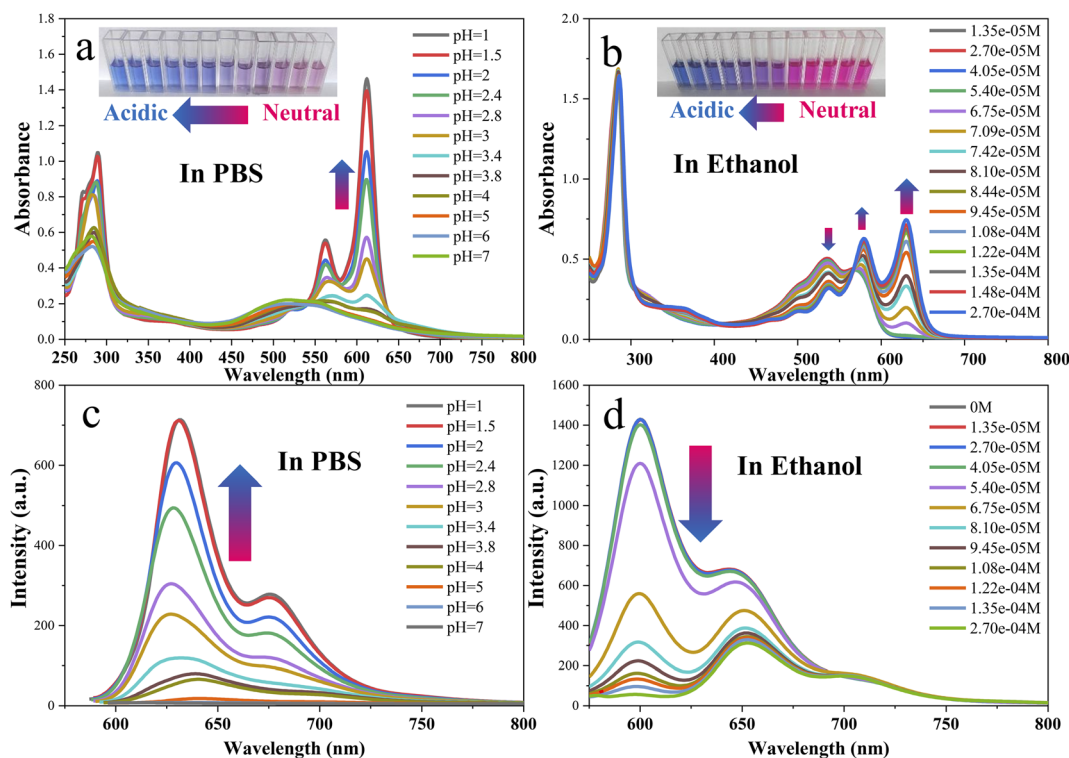 a
Acidic
Neutral
In PBS
Absorbance
1.8
1.6
1.4
1.2
1.0
0.8
0.6
0.4
0.2
0.0
250 300 350 400 450 500 550 600 650 700 750 800
Wavelength (nm)
pH=1
pH=1.5
pH=2
pH=2.4
pH=2.8
pH=3
pH=3.4
pH=3.8
pH=4
pH=5
pH=6
pH=7
b
Acidic
Neutral
In Ethanol
Absorbance
2.0
1.5
1.0
0.5
0.0
300 400 500 600 700 800
Wavelength (nm)
1.35e-05M
2.70e-05M
4.05e-05M
5.40e-05M
6.75e-05M
7.09e-05M
7.42e-05M
8.10e-05M
8.44e-05M
9.45e-05M
1.08e-04M
1.22e-04M
1.35e-04M
1.48e-04M
2.70e-04M
c
In PBS
Intensity (a.u.)
800
600
400
200
0
600 650 700 750 800
Wavelength (nm)
pH=1
pH=1.5
pH=2
pH=2.4
pH=2.8
pH=3
pH=3.4
pH=3.8
pH=4
pH=5
pH=6
pH=7
d
In Ethanol
Intensity (a.u.)
1600
1400
1200
1000
800
600
400
200
0
600 650 700 750 800
Wavelength (nm)
0M
1.35e-05M
2.70e-05M
4.05e-05M
5.40e-05M
6.75e-05M
8.10e-05M
9.45e-05M
1.08e-04M
1.22e-04M
1.35e-04M
2.70e-04M